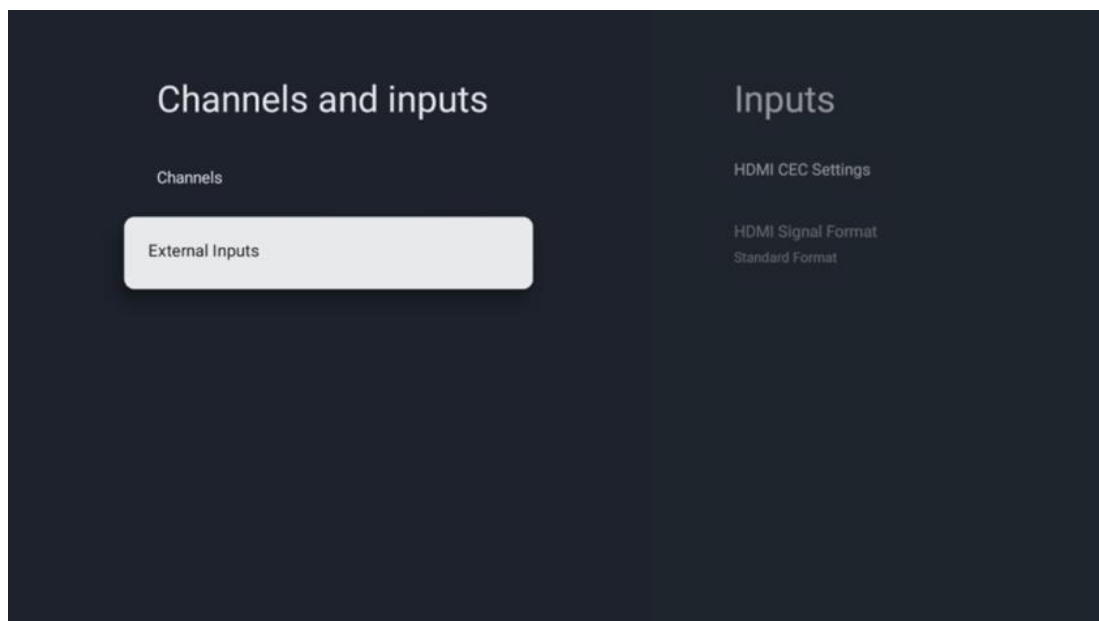 Channels and inputs
Channels
External Inputs
Inputs
HDMI CEC Settings
HDMI Signal Format
Standard Format